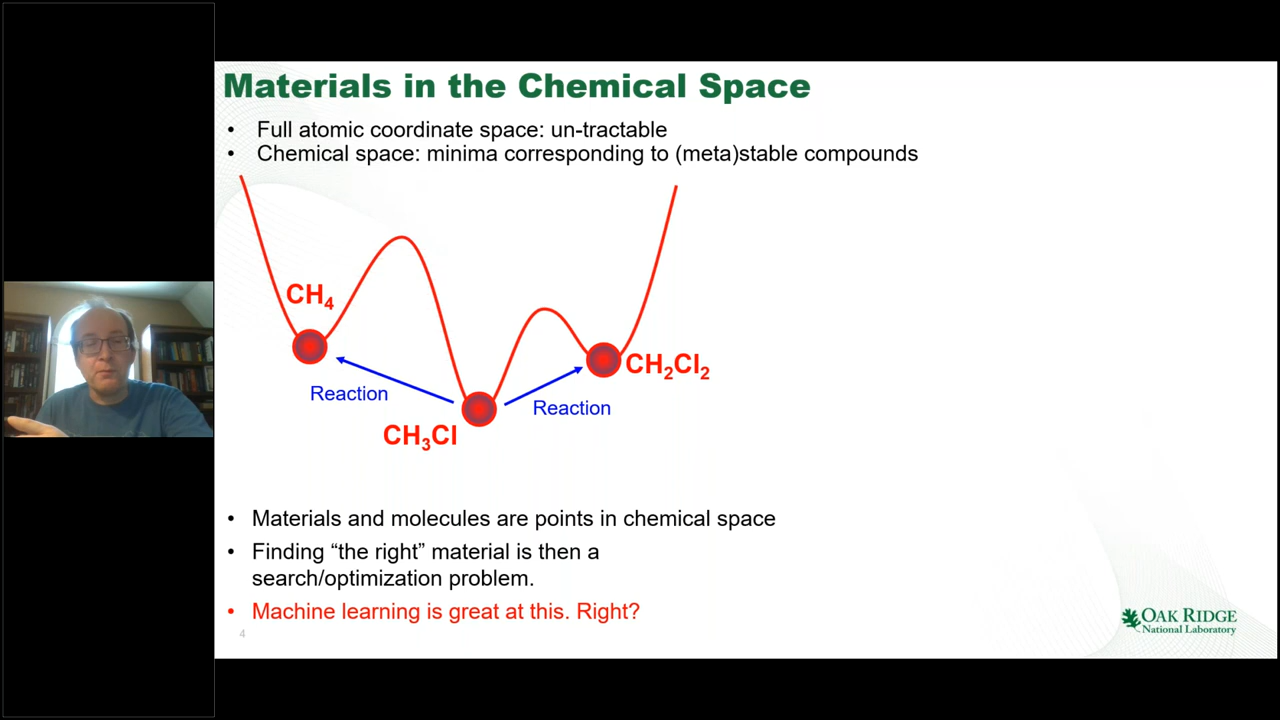 Materials in the Chemical Space
• Full atomic coordinate space: un-tractable
• Chemical space: minima corresponding to (meta)stable compounds
CH₄
Reaction
CH₃Cl
Reaction
CH₂Cl₂
• Materials and molecules are points in chemical space
• Finding “the right” material is then a
search/optimization problem.
• Machine learning is great at this. Right?
4
OAK RIDGE
National Laboratory